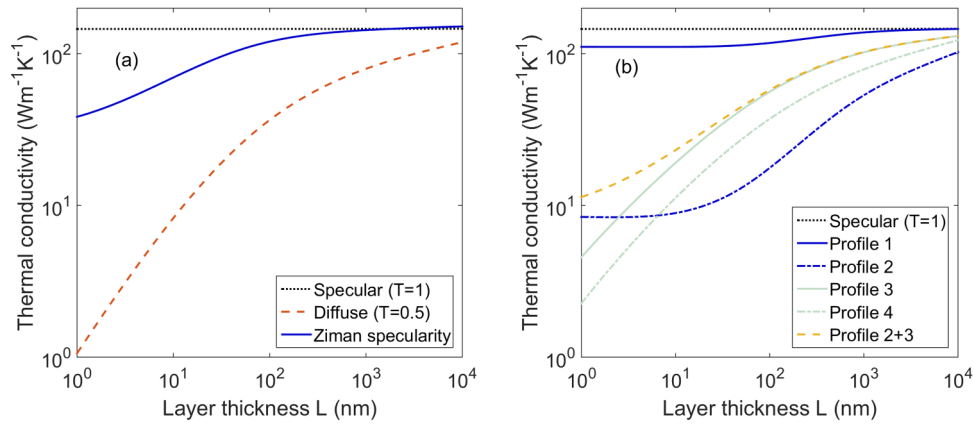 (a)
Thermal conductivity (Wm⁻¹K⁻¹)
10²
10¹
10⁰
Specular (T=1)
Diffuse (T=0.5)
Ziman specularity
10⁰ 10¹ 10² 10³ 10⁴
Layer thickness L (nm)
(b)
Thermal conductivity (Wm⁻¹K⁻¹)
10²
10¹
10⁰
Specular (T=1)
Profile 1
Profile 2
Profile 3
Profile 4
Profile 2+3
10⁰ 10¹ 10² 10³ 10⁴
Layer thickness L (nm)